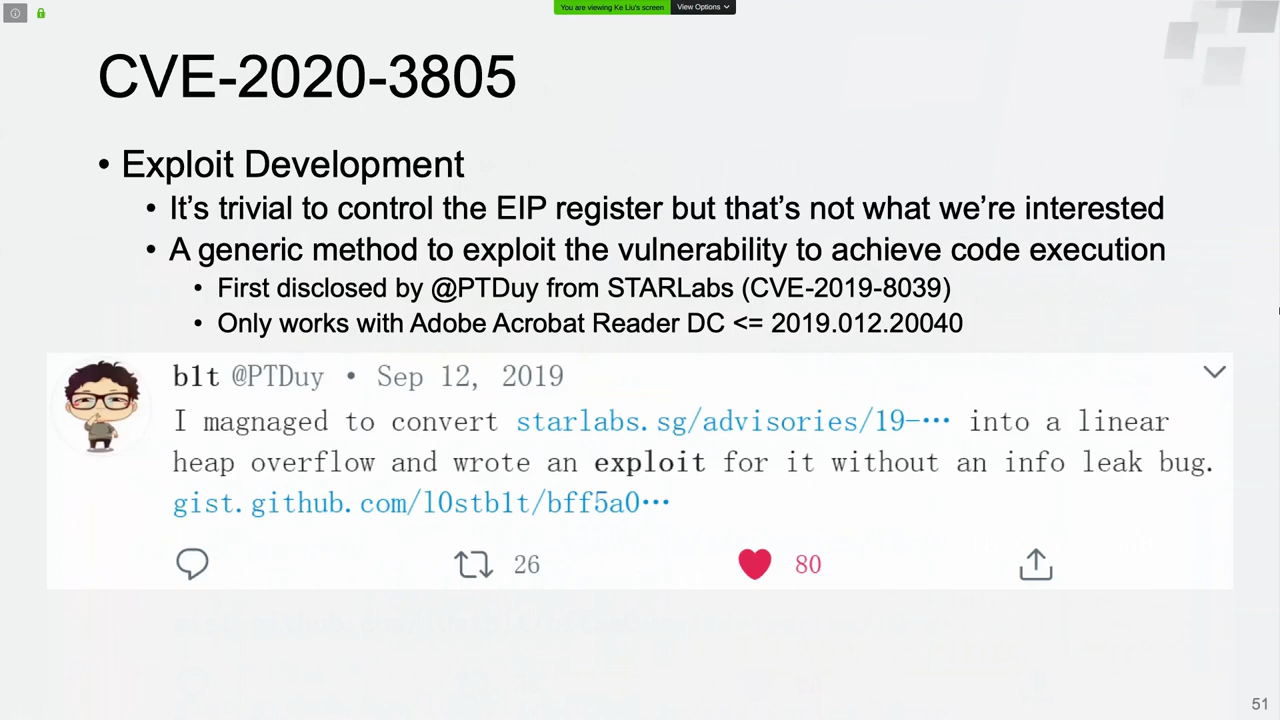 You are viewing Ke Liu's screen
View Options
CVE-2020-3805
• Exploit Development
• It's trivial to control the EIP register but that's not what we're interested
• A generic method to exploit the vulnerability to achieve code execution
• First disclosed by @PTDuy from STARLabs (CVE-2019-8039)
• Only works with Adobe Acrobat Reader DC <= 2019.012.20040
b1t @PTDuy • Sep 12, 2019
I magnaged to convert starlabs.sg/advisories/19-··· into a linear
heap overflow and wrote an exploit for it without an info leak bug.
gist.github.com/l0stb1t/bff5a0···
26
80
51